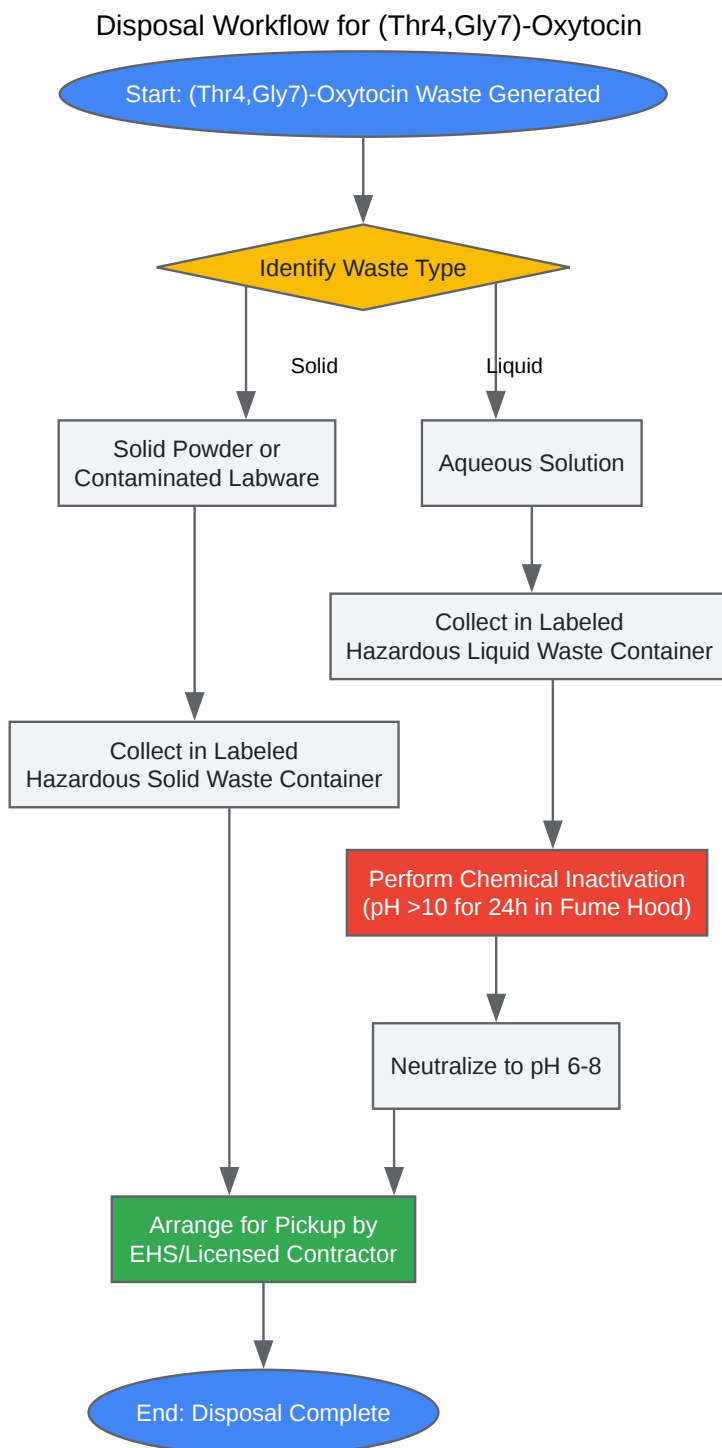 Disposal Workflow for (Thr4,Gly7)-Oxytocin
Start: (Thr4,Gly7)-Oxytocin Waste Generated
Identify Waste Type
Solid
Liquid
Solid Powder or
Contaminated Labware
Aqueous Solution
Collect in Labeled
Hazardous Liquid Waste Container
Collect in Labeled
Hazardous Solid Waste Container
Perform Chemical Inactivation
(pH >10 for 24h in Fume Hood)
Neutralize to pH 6-8
Arrange for Pickup by
EHS/Licensed Contractor
End: Disposal Complete